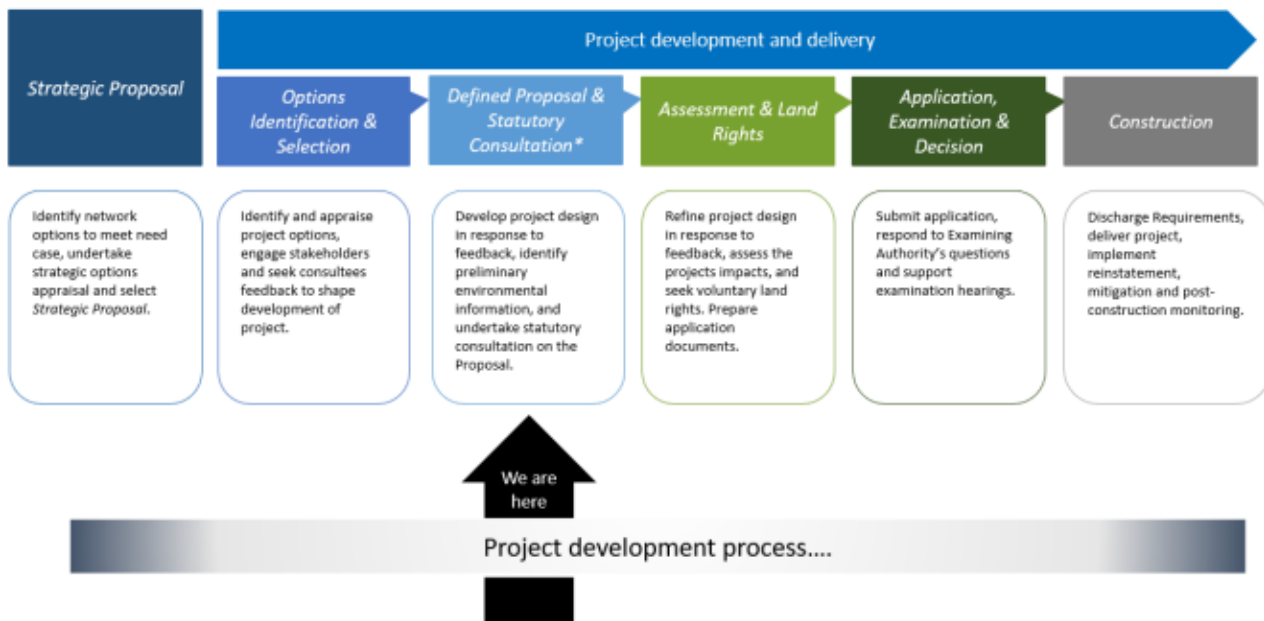 Project development and delivery
Strategic Proposal
Options
Identification &
Selection
Defined Proposal &
Statutory
Consultation*
Assessment & Land
Rights
Application,
Examination &
Decision
Construction
Identify network
options to meet need
case, undertake
strategic options
appraisal and select
Strategic Proposal.
Identify and appraise
project options,
engage stakeholders
and seek consultees
feedback to shape
development of
project.
Develop project design
in response to
feedback, identify
preliminary
environmental
information, and
undertake statutory
consultation on the
Proposal.
Refine project design
in response to
feedback, assess the
projects impacts, and
seek voluntary land
rights. Prepare
application
documents.
Submit application,
respond to Examining
Authority's questions
and support
examination hearings.
Discharge Requirements,
deliver project,
implement
reinstatement,
mitigation and post-
construction monitoring.
We are
here
Project development process....